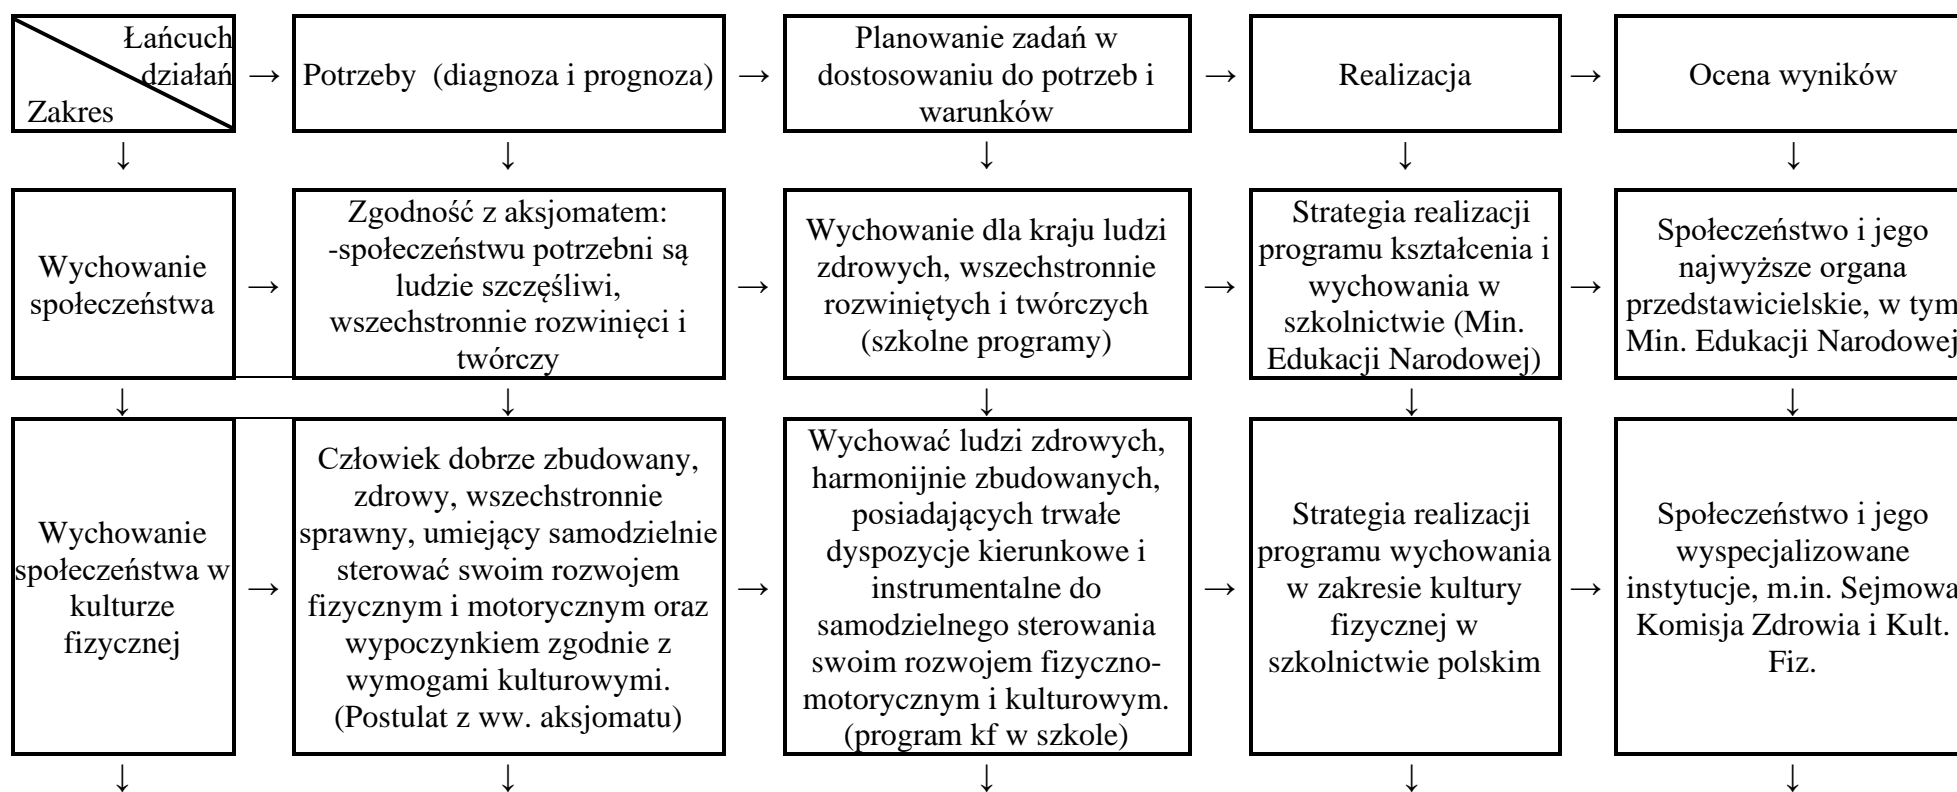 Łańcuch
działań
Zakres
→
Potrzeby (diagnoza i prognoza)
→
Planowanie zadań w
dostosowaniu do potrzeb i
warunków
→
Realizacja
→
Ocena wyników
↓
↓
↓
↓
↓
Wychowanie
społeczeństwa
→
Zgodność z aksjomatem:
-społeczeństwu potrzebni są
ludzie szczęśliwi,
wszechstronnie rozwinięci i
twórczy
→
Wychowanie dla kraju ludzi
zdrowych, wszechstronnie
rozwiniętych i twórczych
(szkolne programy)
→
Strategia realizacji
programu kształcenia i
wychowania w
szkolnictwie (Min.
Edukacji Narodowej)
→
Społeczeństwo i jego
najwyższe organa
przedstawicielskie, w tym
Min. Edukacji Narodowej
↓
↓
↓
↓
↓
Wychowanie
społeczeństwa w
kulturze
fizycznej
→
Człowiek dobrze zbudowany,
zdrowy, wszechstronnie
sprawny, umiejący samodzielnie
sterować swoim rozwojem
fizycznym i motorycznym oraz
wypoczynkiem zgodnie z
wymogami kulturowymi.
(Postulat z ww. aksjomatu)
→
Wychować ludzi zdrowych,
harmonijnie zbudowanych,
posiadających trwałe
dyspozycje kierunkowe i
instrumentalne do
samodzielnego sterowania
swoim rozwojem fizyczno-
motorycznym i kulturowym.
(program kf w szkole)
→
Strategia realizacji
programu wychowania
w zakresie kultury
fizycznej w
szkolnictwie polskim
→
Społeczeństwo i jego
wyspecjalizowane
instytucje, m.in. Sejmowa
Komisja Zdrowia i Kult.
Fiz.
↓
↓
↓
↓
↓